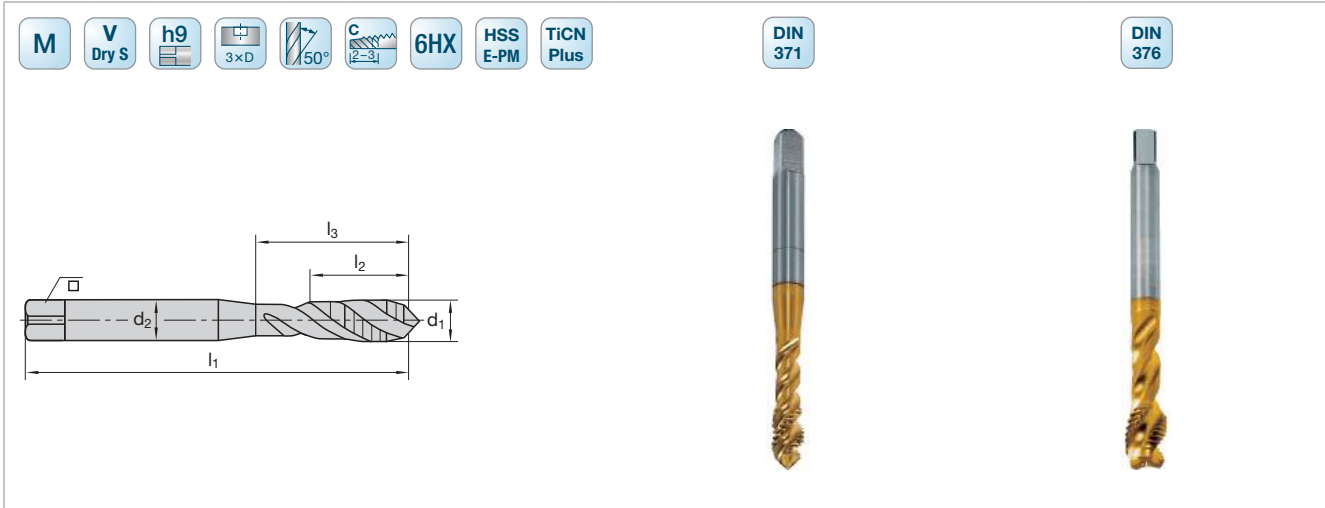 M
V
Dry S
h9
3×D
50°
C
2–3
6HX
HSS
E-PM
TiCN
Plus
DIN
371
DIN
376
l3
l2
d2
d1
l1